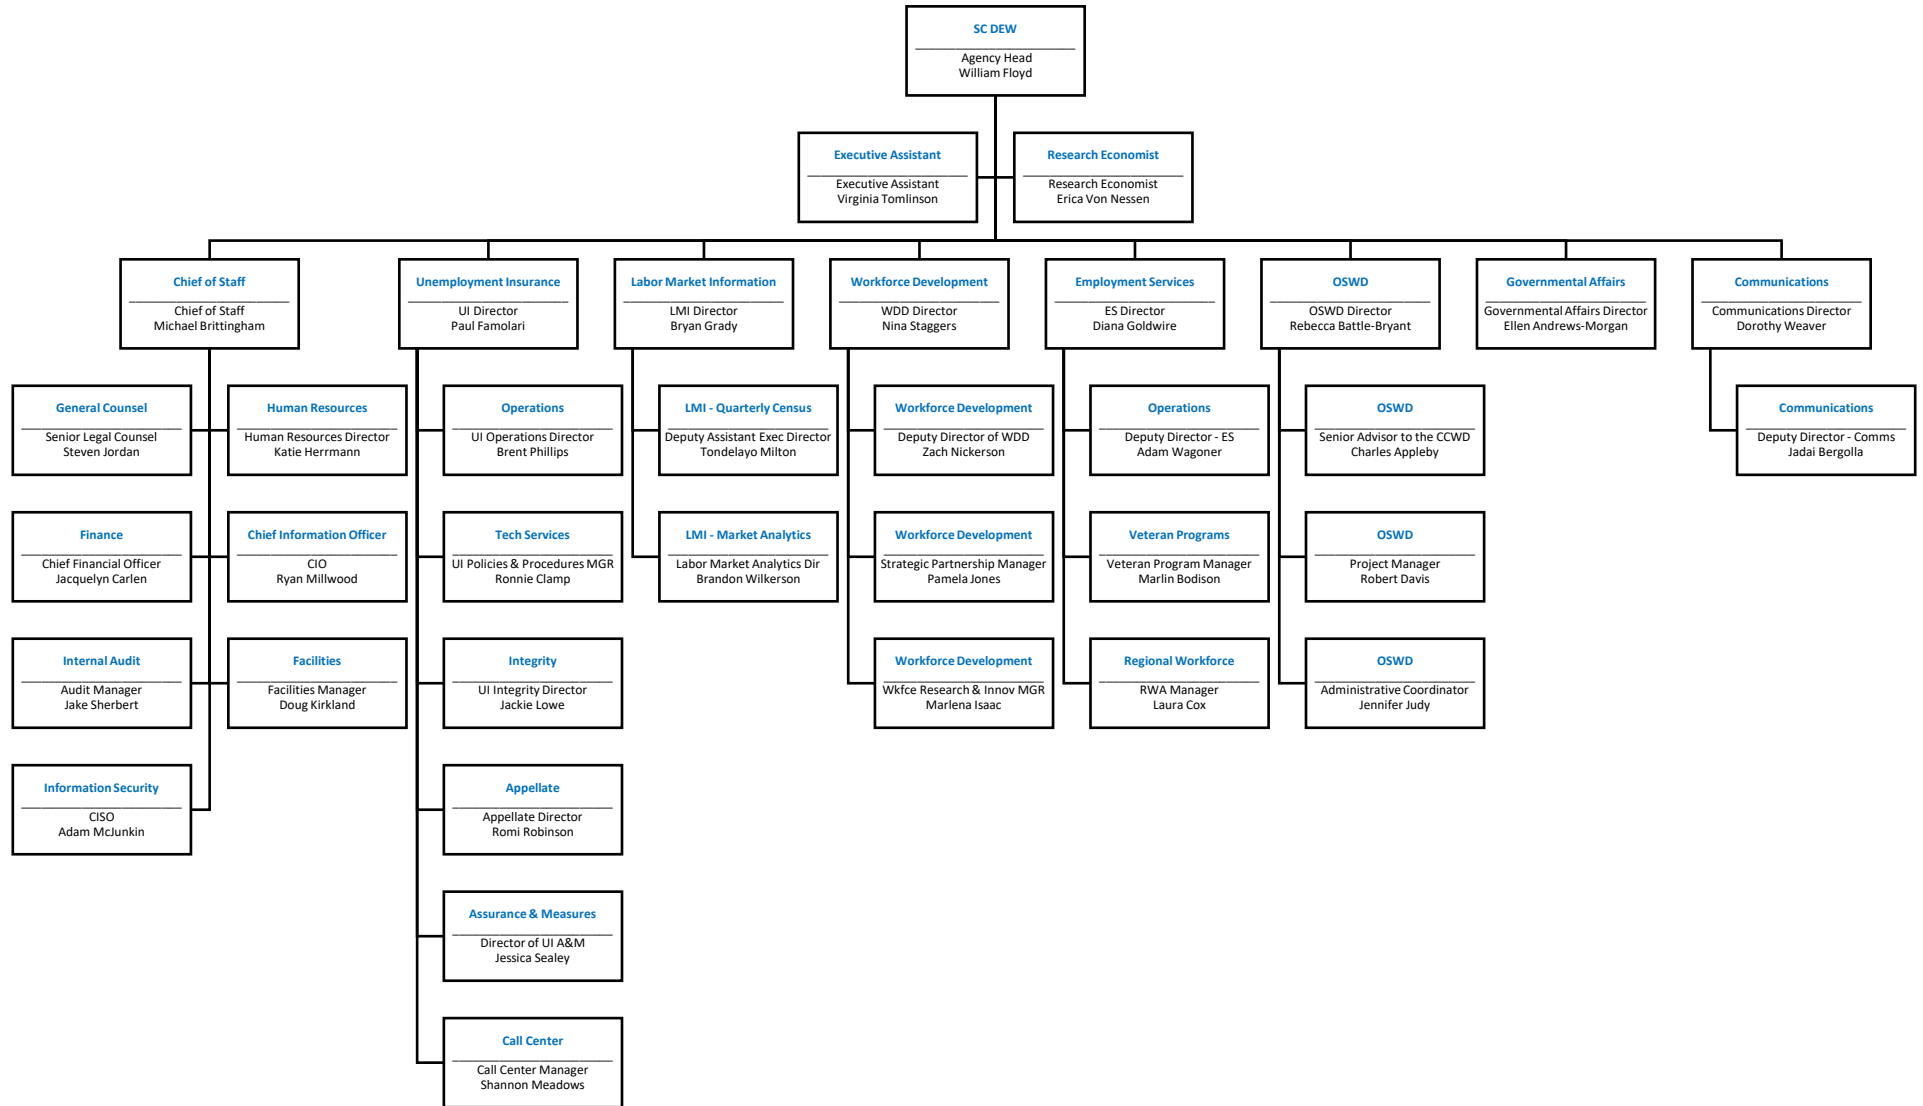 SC DEW
Agency Head
William Floyd
Executive Assistant
Executive Assistant
Virginia Tomlinson
Research Economist
Research Economist
Erica Von Nessen
Chief of Staff
Chief of Staff
Michael Brittingham
Unemployment Insurance
UI Director
Paul Famolari
Labor Market Information
LMI Director
Bryan Grady
Workforce Development
WDD Director
Nina Staggers
Employment Services
ES Director
Diana Goldwire
OSWD
OSWD Director
Rebecca Battle-Bryant
Governmental Affairs
Governmental Affairs Director
Ellen Andrews-Morgan
Communications
Communications Director
Dorothy Weaver
General Counsel
Senior Legal Counsel
Steven Jordan
Human Resources
Human Resources Director
Katie Herrmann
Operations
UI Operations Director
Brent Phillips
LMI - Quarterly Census
Deputy Assistant Exec Director
Tondelayo Milton
Workforce Development
Deputy Director of WDD
Zach Nickerson
Operations
Deputy Director - ES
Adam Wagoner
OSWD
Senior Advisor to the CCWD
Charles Appleby
Communications
Deputy Director - Comms
Jadai Bergolla
Finance
Chief Financial Officer
Jacquelyn Carlen
Chief Information Officer
CIO
Ryan Millwood
Tech Services
UI Policies & Procedures MGR
Ronnie Clamp
LMI - Market Analytics
Labor Market Analytics Dir
Brandon Wilkerson
Workforce Development
Strategic Partnership Manager
Pamela Jones
Veteran Programs
Veteran Program Manager
Marlin Bodison
OSWD
Project Manager
Robert Davis
Internal Audit
Audit Manager
Jake Sherbert
Facilities
Facilities Manager
Doug Kirkland
Integrity
UI Integrity Director
Jackie Lowe
Workforce Development
Wkfce Research & Innov MGR
Marlena Isaac
Regional Workforce
RWA Manager
Laura Cox
OSWD
Administrative Coordinator
Jennifer Judy
Information Security
CISO
Adam McJunkin
Appellate
Appellate Director
Romi Robinson
Assurance & Measures
Director of UI A&M
Jessica Sealey
Call Center
Call Center Manager
Shannon Meadows